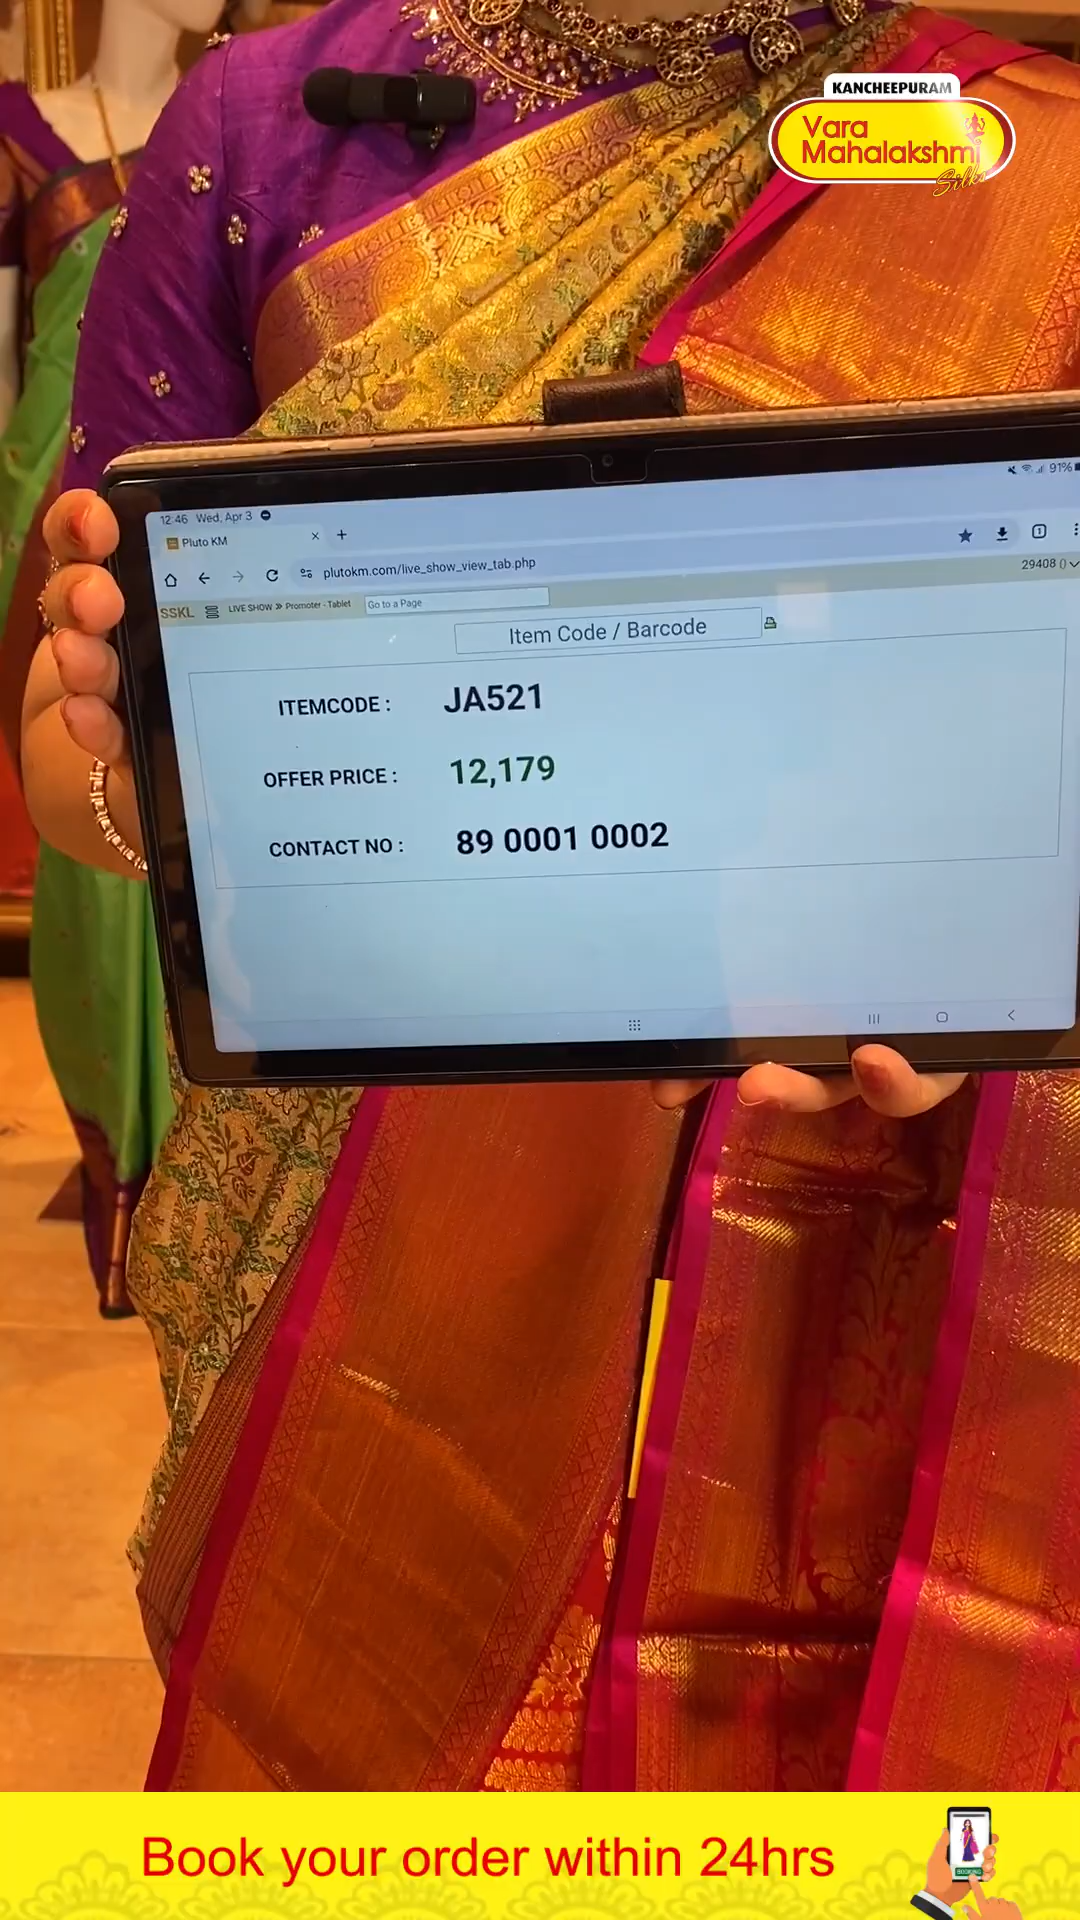 KANCHEEPURAM
Vara
Mahalakshmi
Silks
91%
12:46 Wed, Apr 3
Pluto KM
plutokm.com/live_show_view_tab.php
29408 ()
SSKL
LIVE SHOW » Promoter - Tablet
Go to a Page
Item Code / Barcode
ITEMCODE : JA521
OFFER PRICE : 12,179
CONTACT NO : 89 0001 0002
Book your order within 24hrs